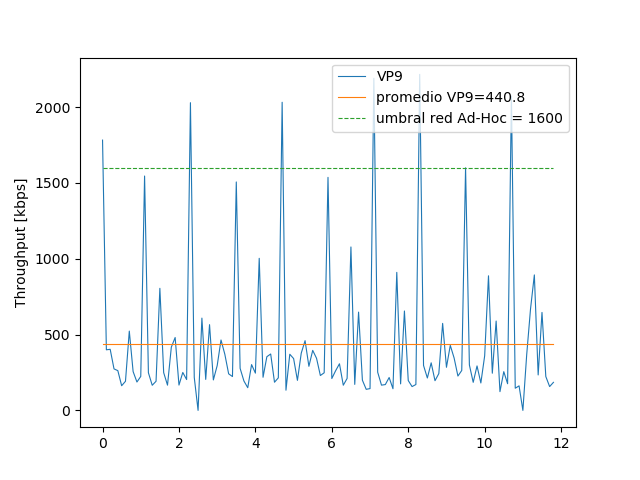 VP9
promedio VP9=440.8
umbral red Ad-Hoc = 1600
2000
1500
1000
500
0
Throughput [kbps]
0 2 4 6 8 10 12